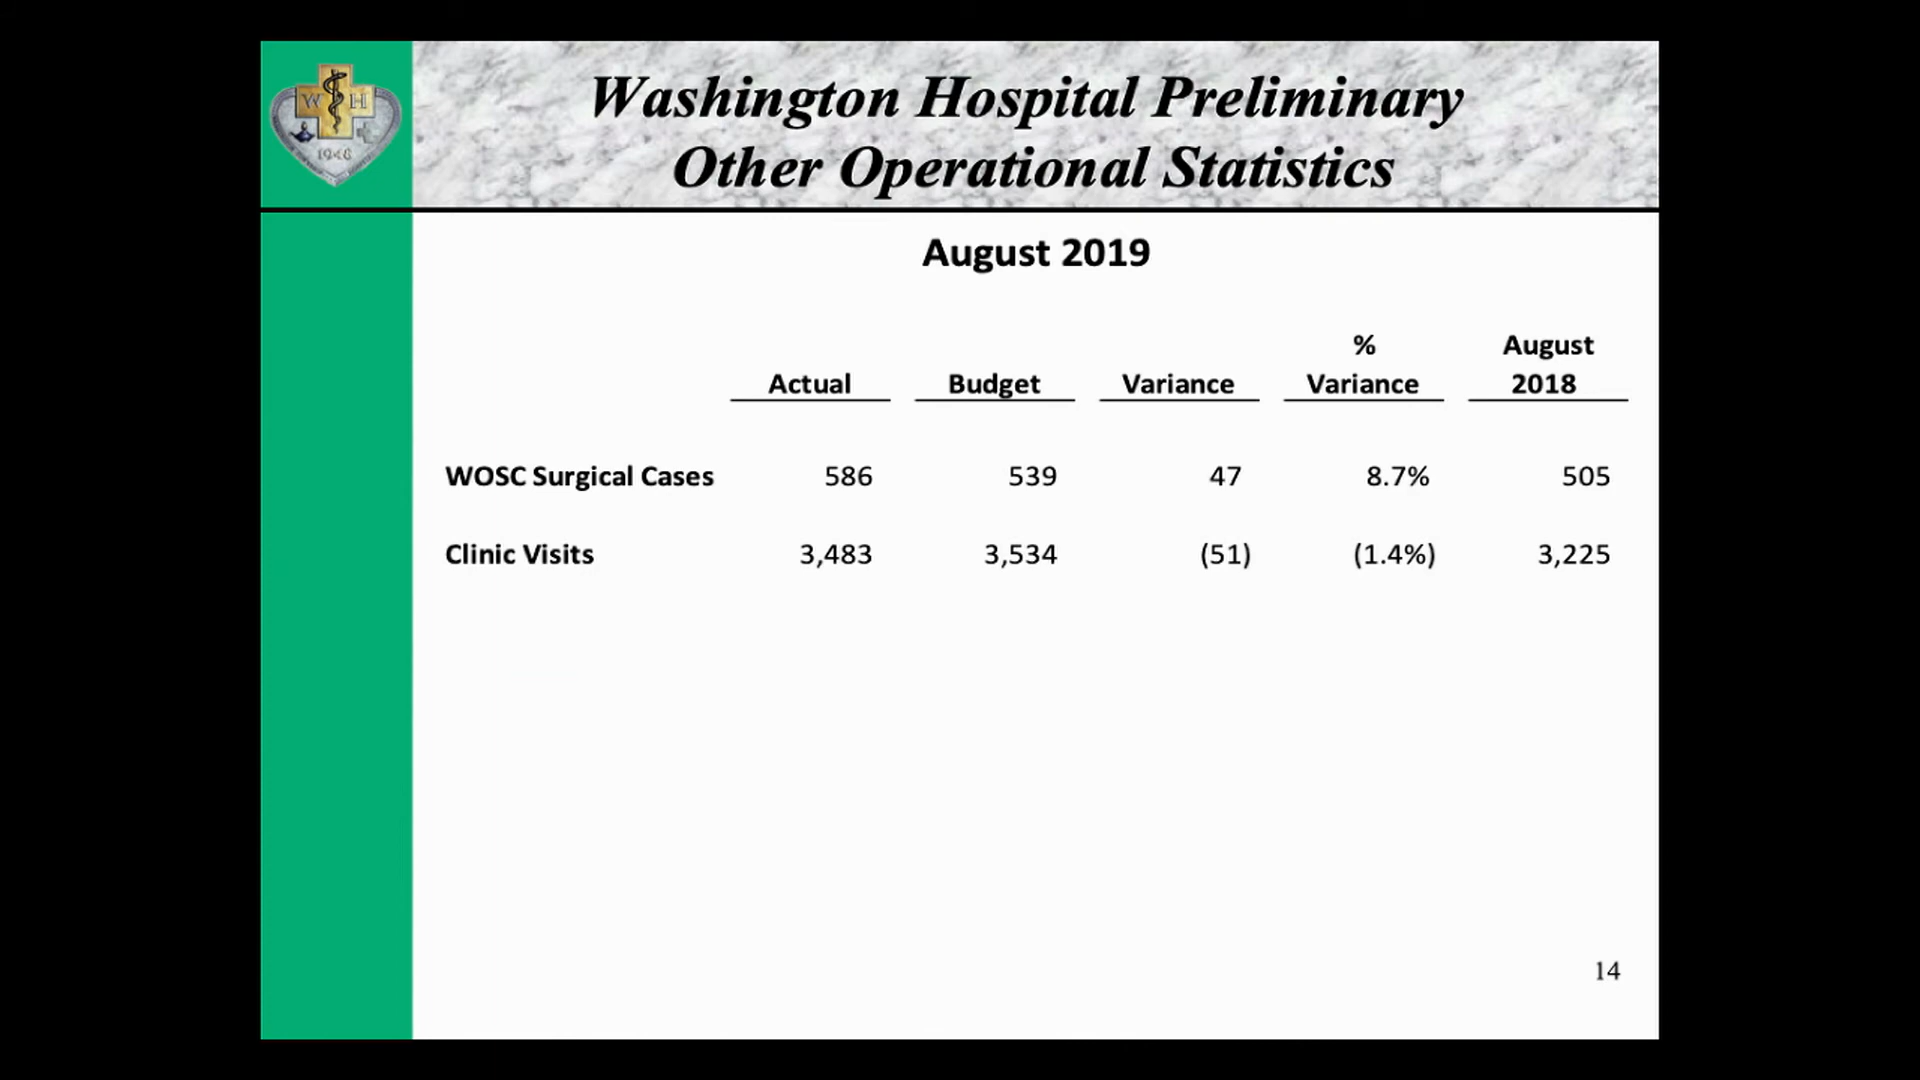 W H
1948
Washington Hospital Preliminary
Other Operational Statistics
August 2019
% August
Actual Budget Variance Variance 2018
WOSC Surgical Cases 586 539 47 8.7% 505
Clinic Visits 3,483 3,534 (51) (1.4%) 3,225
14